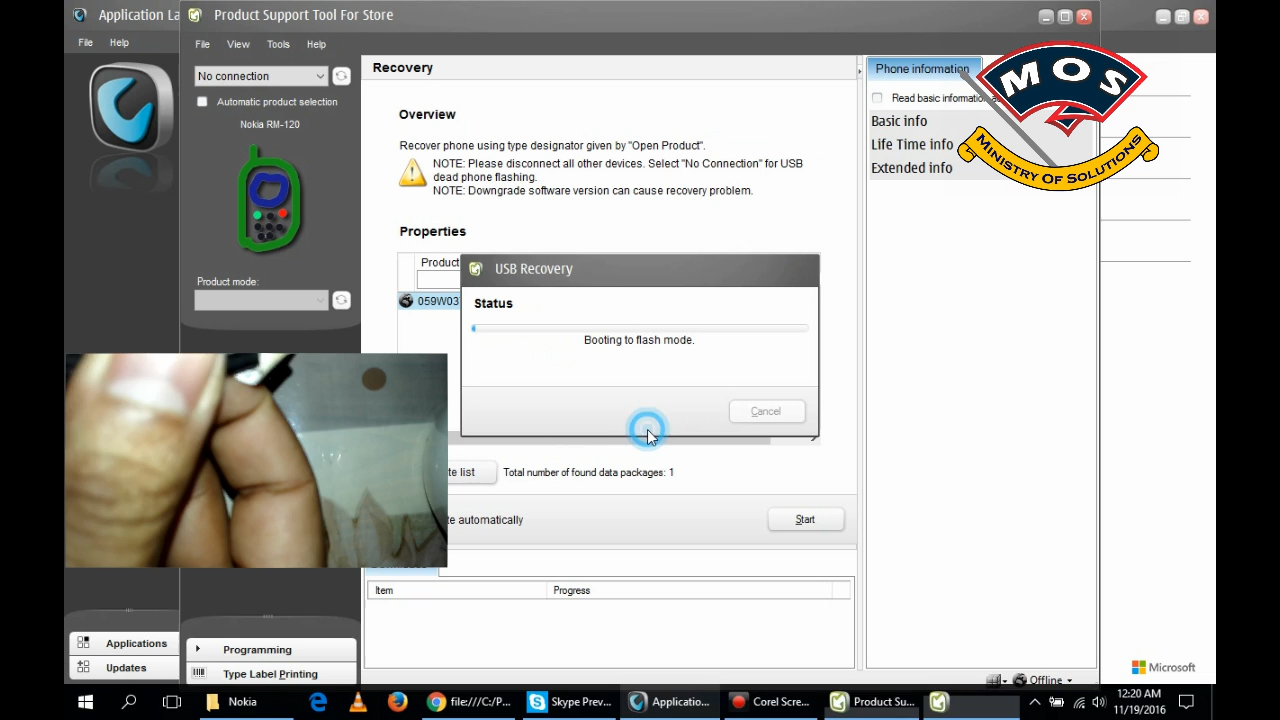 Application La
Product Support Tool For Store
File Help
File View Tools Help
No connection
Automatic product selection
Nokia RM-120
Product mode:
Recovery
Overview
Recover phone using type designator given by "Open Product".
NOTE: Please disconnect all other devices. Select "No Connection" for USB
dead phone flashing.
NOTE: Downgrade software version can cause recovery problem.
Properties
Product
059W03
USB Recovery
Status
Booting to flash mode.
Cancel
te list
Total number of found data packages: 1
te automatically
Start
Item Progress
Phone information
Read basic information
Basic info
Life Time info
Extended info
MOS
MINISTRY OF SOLUTIONS
Applications
Updates
Programming
Type Label Printing
Microsoft
Offline
Nokia
file:///C:/P...
Skype Prev...
Applicatio...
Corel Scre...
Product Su...
12:20 AM
11/19/2016